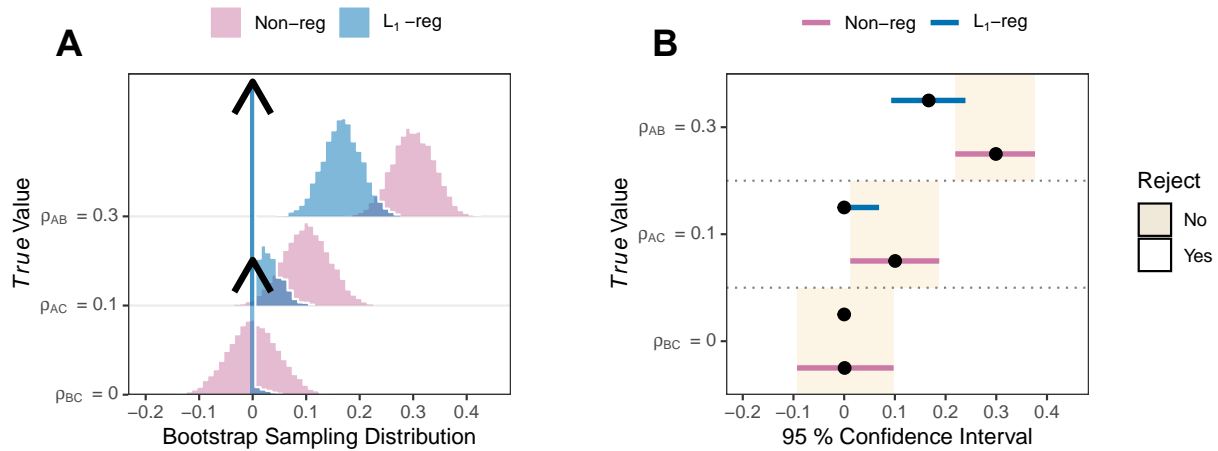 A
Non−reg
L1 −reg
True Value
ρAB = 0.3
ρAC = 0.1
ρBC = 0
−0.2 −0.1 0 0.1 0.2 0.3 0.4
Bootstrap Sampling Distribution
B
Non−reg
L1−reg
True Value
ρAB = 0.3
ρAC = 0.1
ρBC = 0
−0.2 −0.1 0 0.1 0.2 0.3 0.4
95 % Confidence Interval
Reject
No
Yes